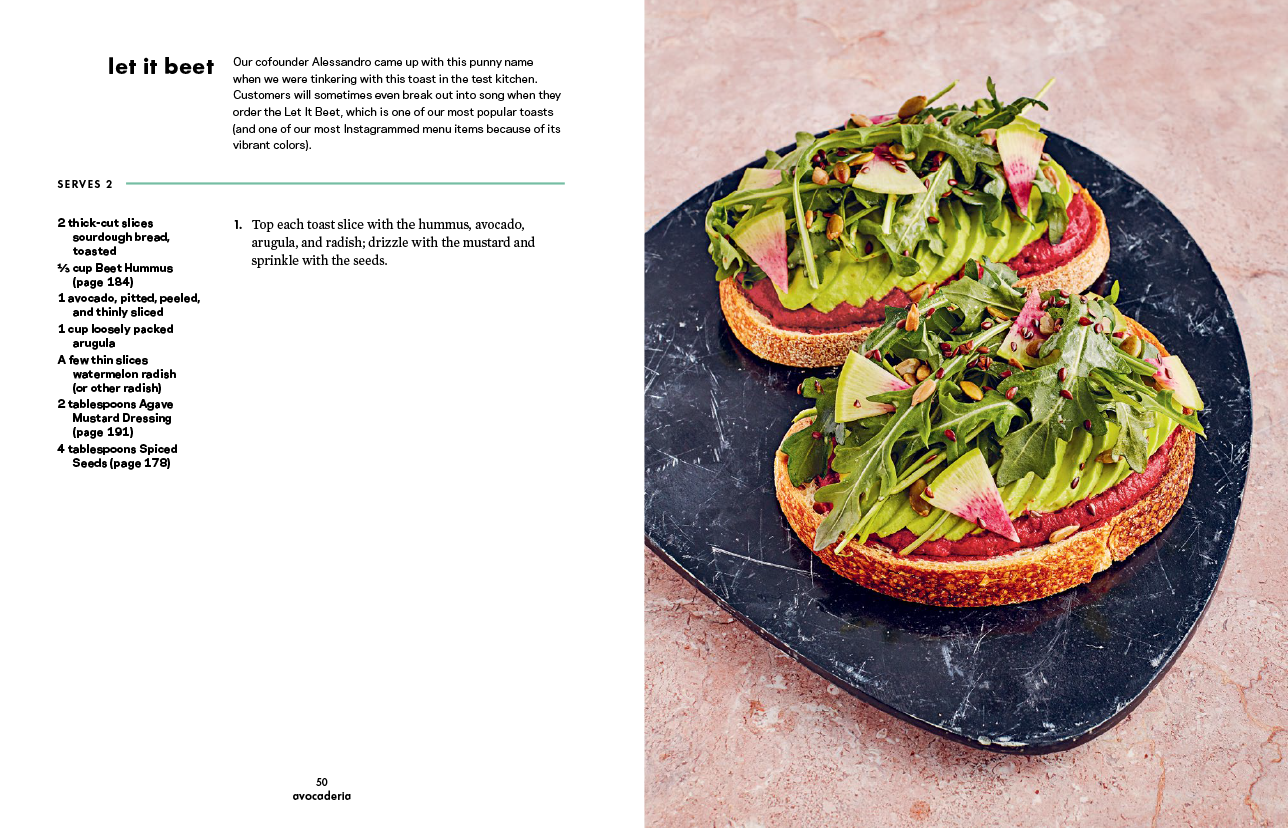 let it beet
Our cofounder Alessandro came up with this punny name
when we were tinkering with this toast in the test kitchen.
Customers will sometimes even break out into song when they
order the Let It Beet, which is one of our most popular toasts
(and one of our most Instagrammed menu items because of its
vibrant colors).
SERVES 2
2 thick-cut slices
sourdough bread,
toasted
cup Beet Hummus
(page 184)
1 avocado, pitted, peeled,
and thinly sliced
1 cup loosely packed
arugula
A few thin slices
watermelon radish
(or other radish)
2 tablespoons Agave
Mustard Dressing
(page 191)
4 tablespoons Spiced
Seeds (page 178)
1. Top each toast slice with the hummus, avocado,
arugula, and radish; drizzle with the mustard and
sprinkle with the seeds.
50
avocaderia